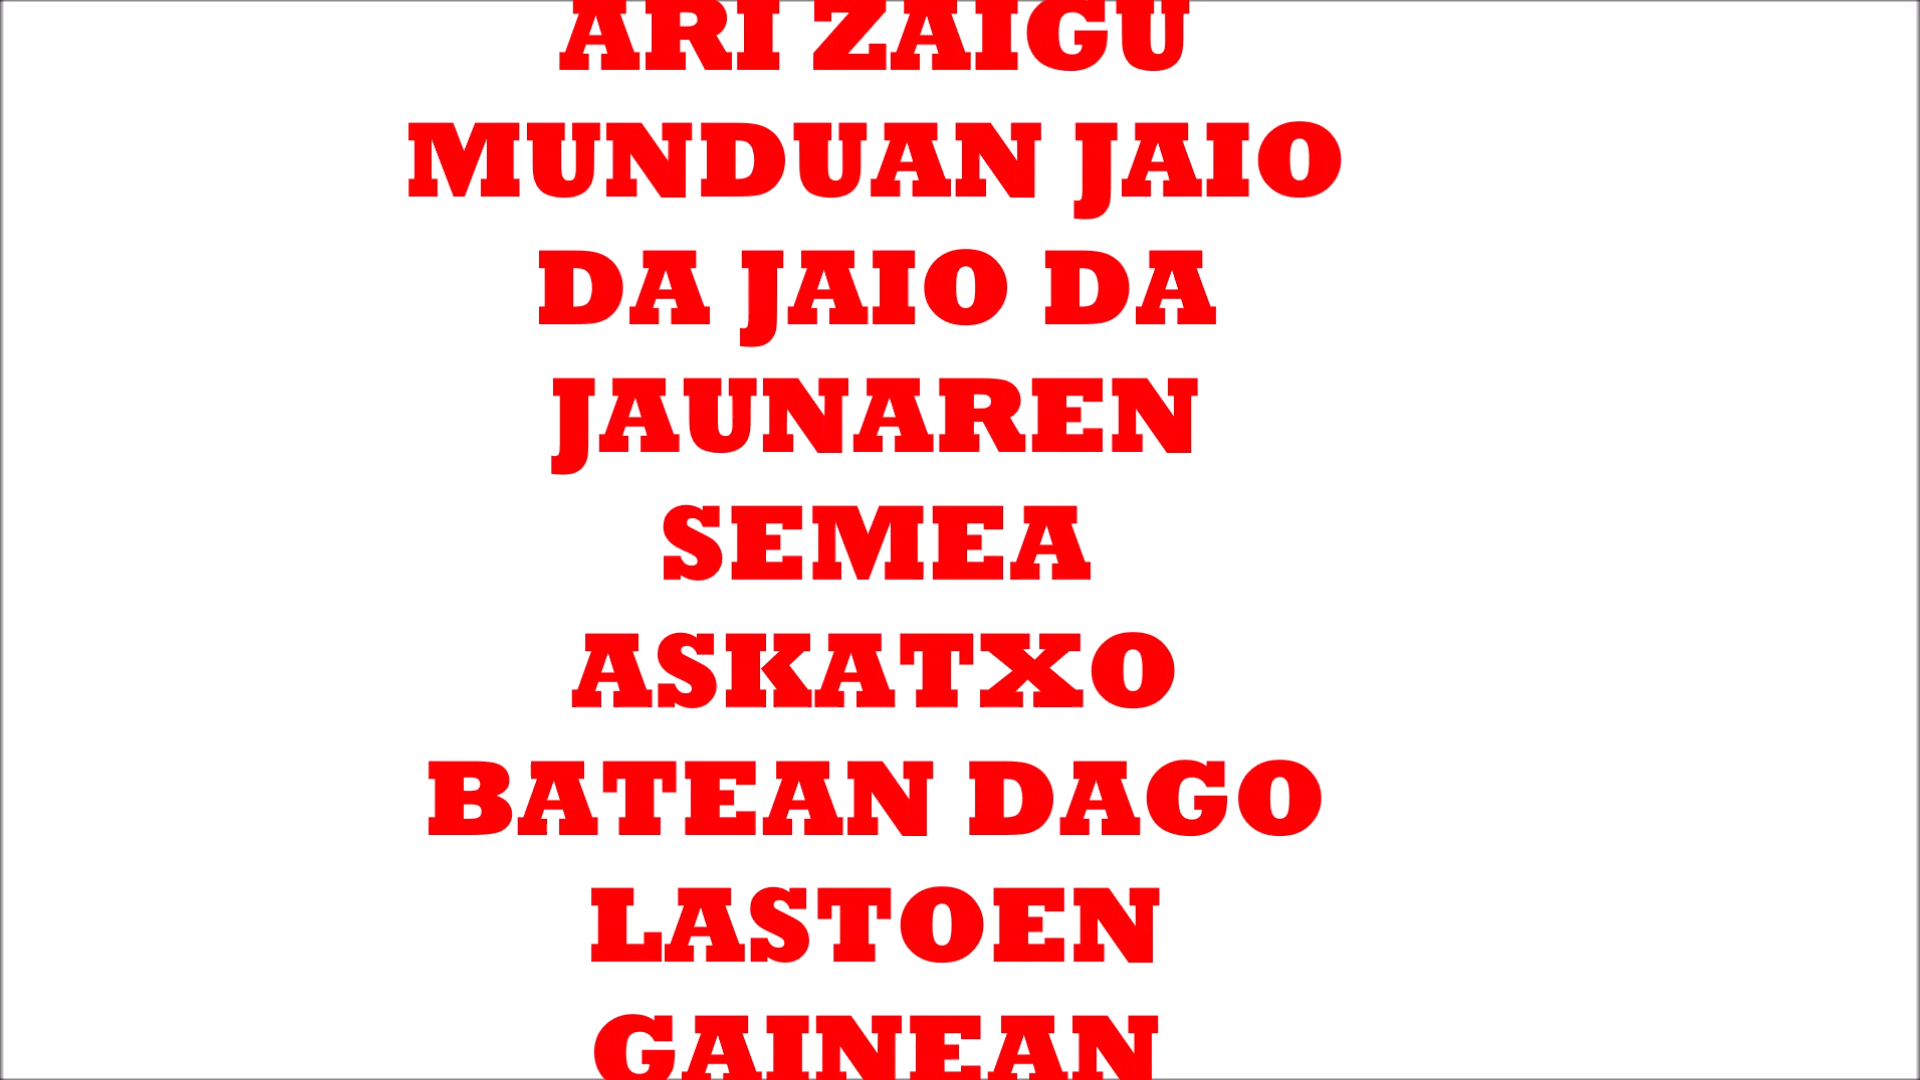 ARI ZAIGU
MUNDUAN JAIO
DA JAIO DA
JAUNAREN
SEMEA
ASKATXO
BATEAN DAGO
LASTOEN
GAINEAN